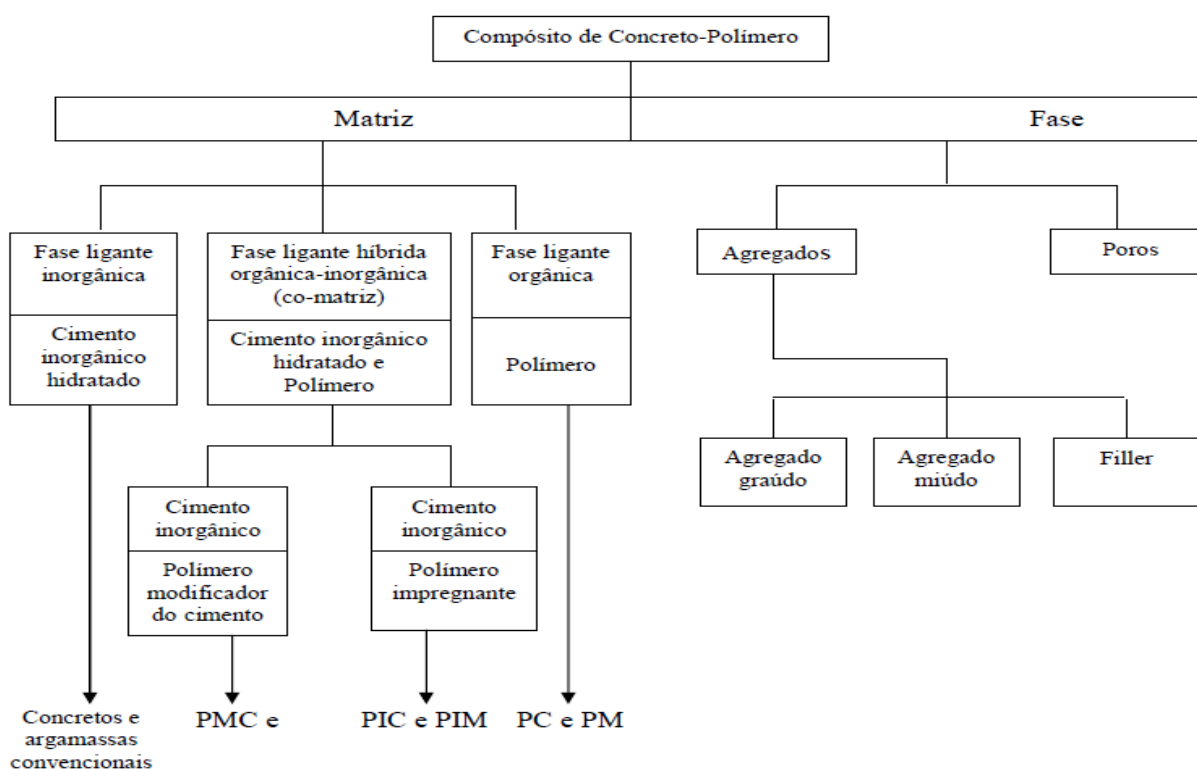 Compósito de Concreto-Polímero
Matriz
Fase
Fase ligante
inorgânica
Cimento
inorgânico
hidratado
Fase ligante híbrida
orgânica-inorgânica
(co-matriz)
Cimento inorgânico
hidratado e
Polímero
Fase ligante
orgânica
Polímero
Agregados
Poros
Agregado
graúdo
Agregado
miúdo
Filler
Cimento
inorgânico
Polímero
modificador
do cimento
Cimento
inorgânico
Polímero
impregnante
Concretos e
argamassas
convencionais
PMC e
PIC e PIM
PC e PM